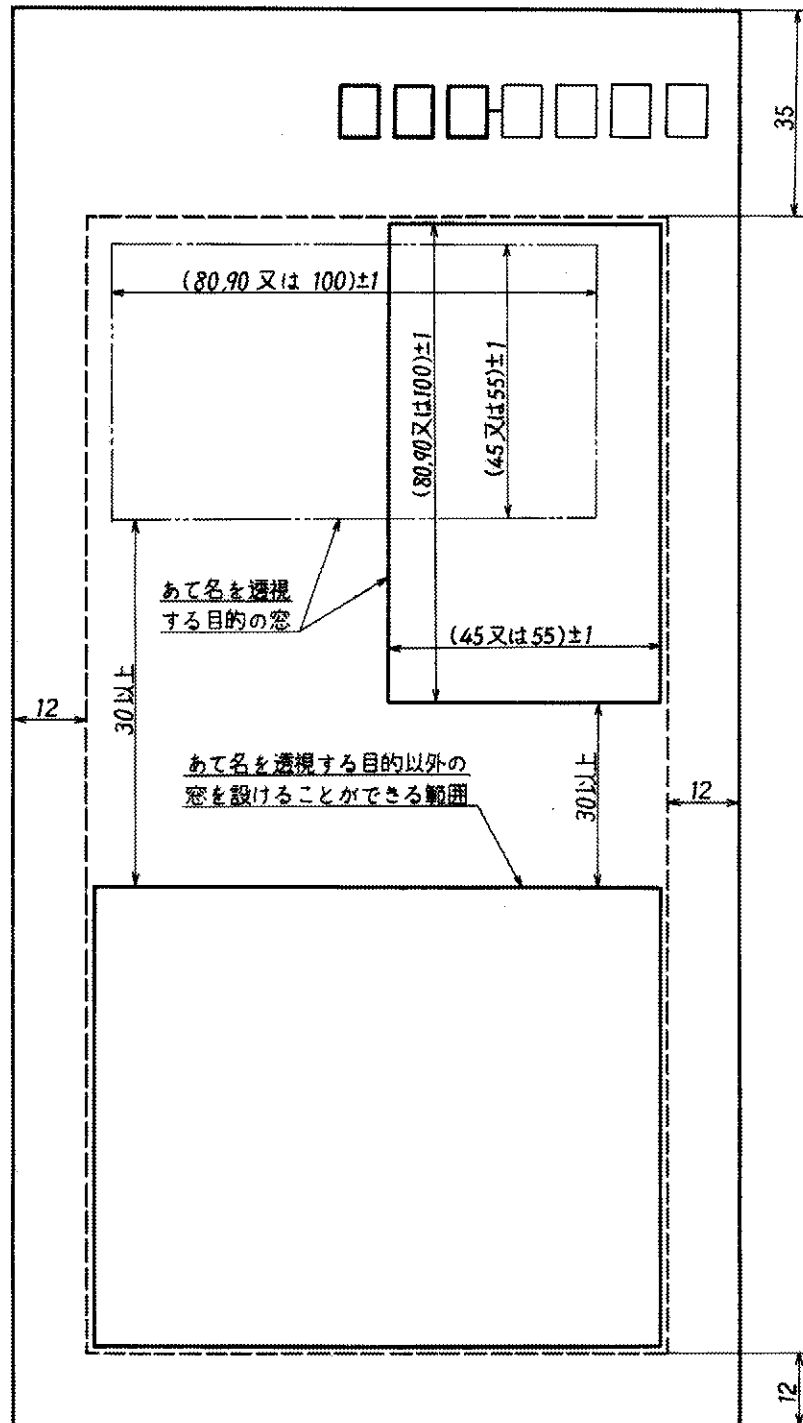 35
(80,90 又は 100)±1
(80,90又は100)±1
(45又は55)±1
あて名を透視
する目的の窓
(45又は55)±1
30以上
12
あて名を透視する目的以外の
窓を設けることができる範囲
30以上
12
12